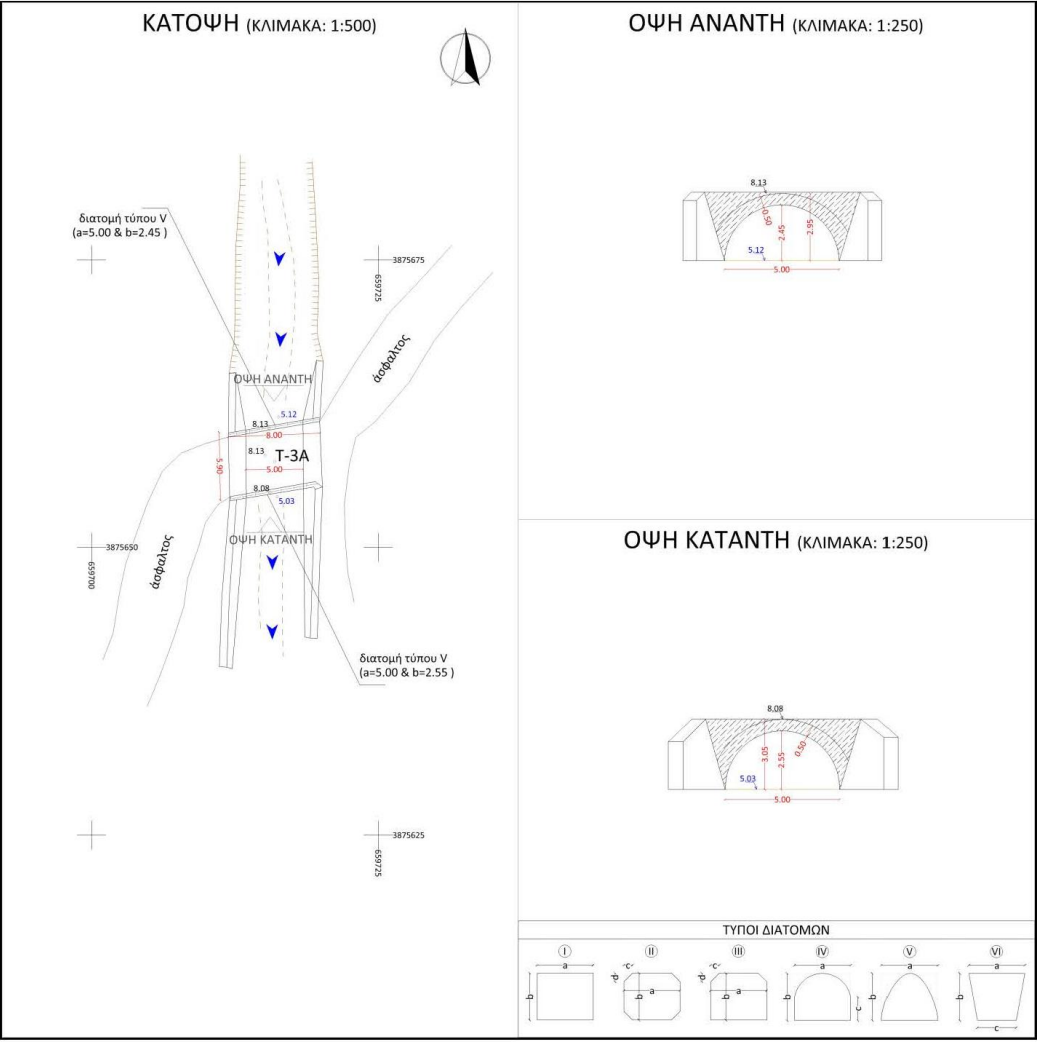 ΚΑΤΟΨΗ (ΚΛΙΜΑΚΑ: 1:500)
διατομή τύπου V
(a=5.00 & b=2.45 )
3875675
659725
άσφαλτος
ΟΨΗ ΑΝΑΝΤΗ
5.12
8.13
8.00
8.13
T-3A
5.90
5.00
8.08
5.03
ΟΨΗ ΚΑΤΑΝΤΗ
3875650
659700
άσφαλτος
διατομή τύπου V
(a=5.00 & b=2.55 )
3875625
659725
ΟΨΗ ΑΝΑΝΤΗ (ΚΛΙΜΑΚΑ: 1:250)
8.13
0.50
2.45
2.95
5.12
5.00
ΟΨΗ ΚΑΤΑΝΤΗ (ΚΛΙΜΑΚΑ: 1:250)
8.08
3.05
2.55
0.50
5.03
5.00
ΤΥΠΟΙ ΔΙΑΤΟΜΩΝ
I II III IV V VI
a c c a a a
d d
b b a b a b c b b
c